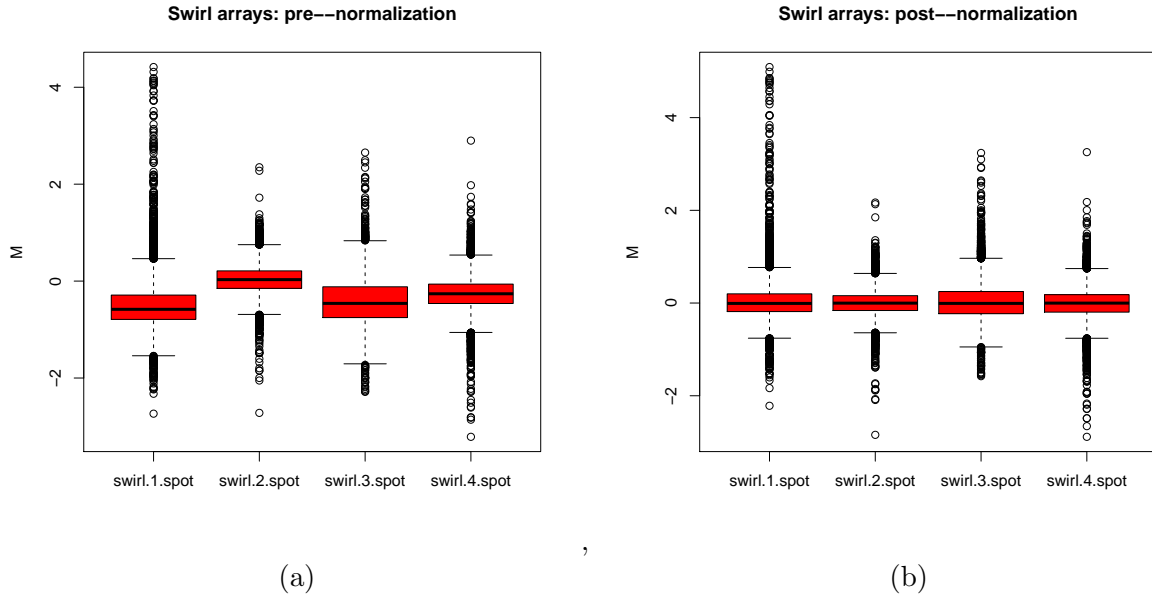 Swirl arrays: pre−−normalization
M
4
2
0
−2
swirl.1.spot swirl.2.spot swirl.3.spot swirl.4.spot
(a)
,
Swirl arrays: post−−normalization
M
4
2
0
−2
swirl.1.spot swirl.2.spot swirl.3.spot swirl.4.spot
(b)